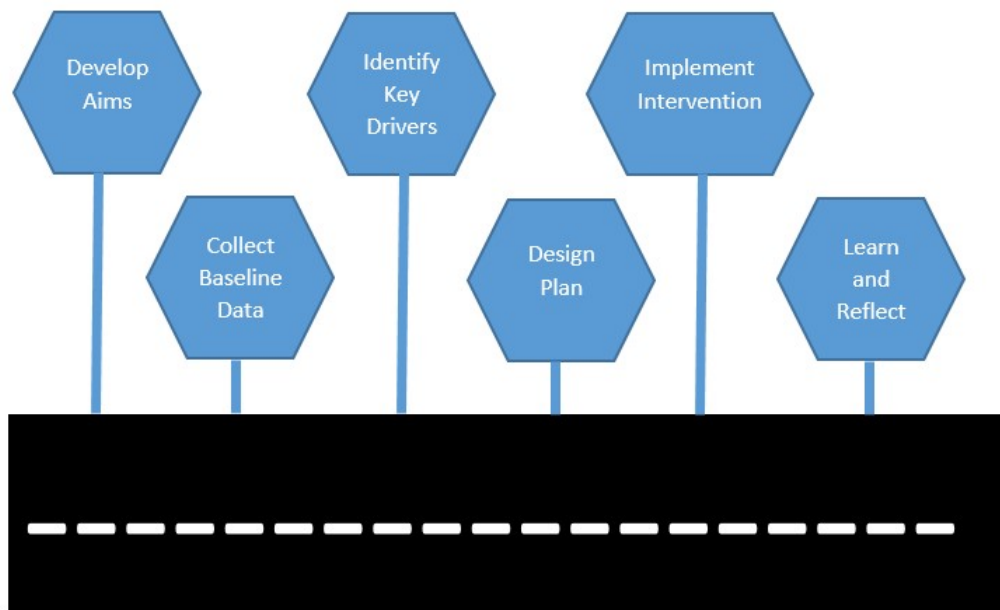 Develop
Aims
Collect
Baseline
Data
Identify
Key
Drivers
Design
Plan
Implement
Intervention
Learn
and
Reflect